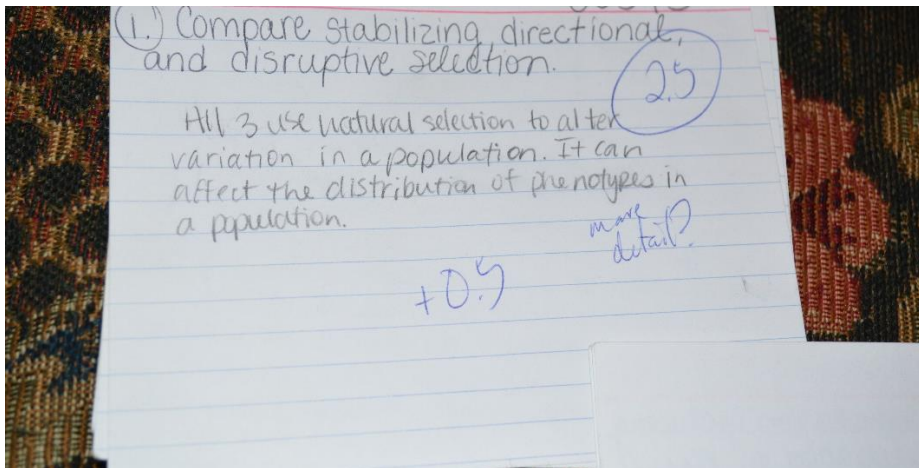 1. Compare stabilizing, directional,
and disruptive selection.
2.5
All 3 use natural selection to alter
variation in a population. It can
affect the distribution of phenotypes in
a population.
more
detail?
+0.5